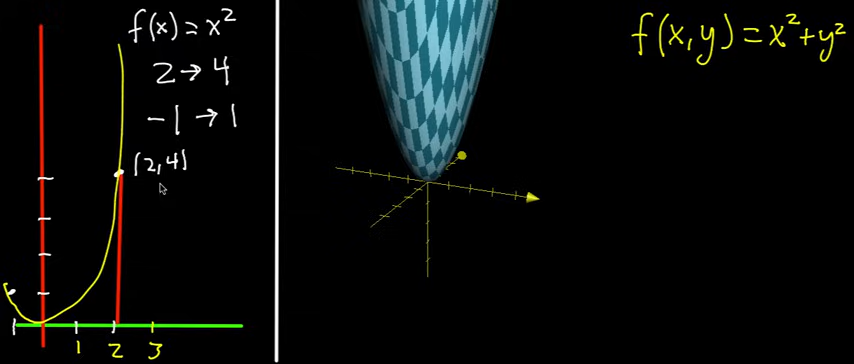 f(x)=x²
2→4
-1→1
(2,4)
1 2 3
f(x,y)=x²+y²